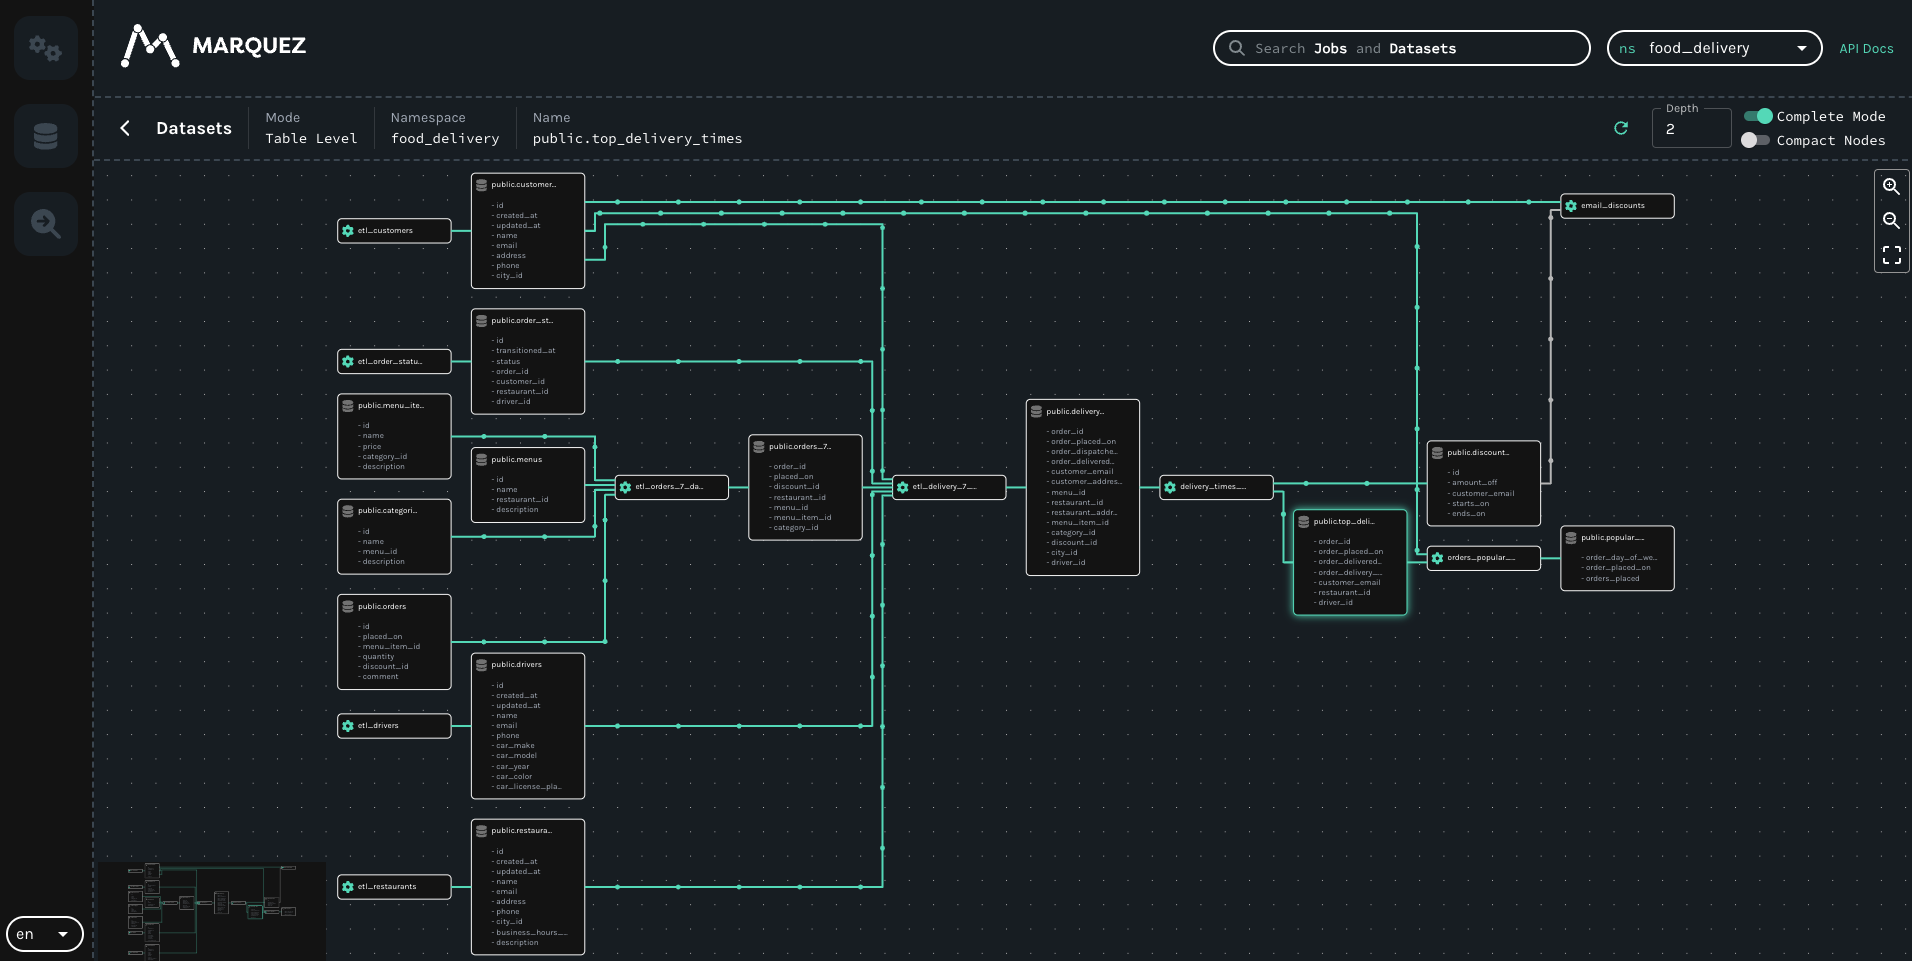 MARQUEZ
Search Jobs and Datasets
ns food_delivery
API Docs
Datasets
Mode
Table Level
Namespace
food_delivery
Name
public.top_delivery_times
Depth
2
Complete Mode
Compact Nodes
etl_customers
public.customer...
- id
- created_at
- updated_at
- name
- email
- address
- phone
- city_id
email_discounts
etl_order_statu...
public.order_st...
- id
- transitioned_at
- status
- order_id
- customer_id
- restaurant_id
- driver_id
public.menu_ite...
- id
- name
- price
- category_id
- description
public.menus
- id
- name
- restaurant_id
- description
public.categori...
- id
- name
- menu_id
- description
etl_orders_7_da...
public.orders_7...
- order_id
- placed_on
- discount_id
- restaurant_id
- menu_id
- menu_item_id
- category_id
etl_delivery_7_...
public.delivery...
- order_id
- order_placed_on
- order_dispatche...
- order_delivered...
- customer_email
- customer_addres...
- menu_id
- restaurant_id
- restaurant_addr...
- menu_item_id
- category_id
- discount_id
- city_id
- driver_id
delivery_times_...
public.top_deli...
- order_id
- order_placed_on
- order_delivered...
- order_delivery_...
- customer_email
- restaurant_id
- driver_id
public.discount...
- id
- amount_off
- customer_email
- starts_on
- ends_on
orders_popular_...
public.popular_...
- order_day_of_we...
- order_placed_on
- orders_placed
public.orders
- id
- placed_on
- menu_item_id
- quantity
- discount_id
- comment
etl_drivers
public.drivers
- id
- created_at
- updated_at
- name
- email
- phone
- car_make
- car_model
- car_year
- car_color
- car_license_pla...
etl_restaurants
public.restaura...
- id
- created_at
- updated_at
- name
- email
- address
- phone
- city_id
- business_hours_...
- description
en